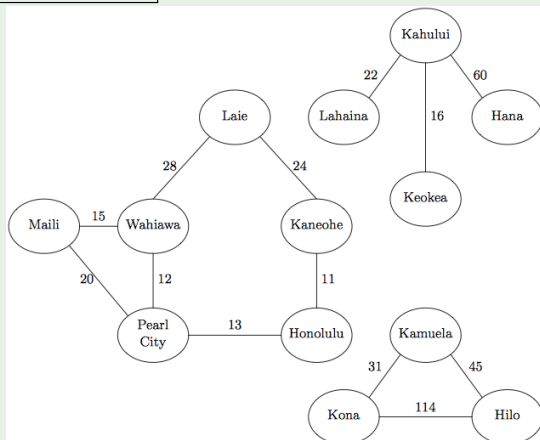 Kahului
22
60
Lahaina
16
Hana
Laie
28
24
Keokea
Maili
15
Wahiawa
Kaneohe
20
12
11
Pearl
City
13
Honolulu
Kamuela
31
45
Kona
114
Hilo